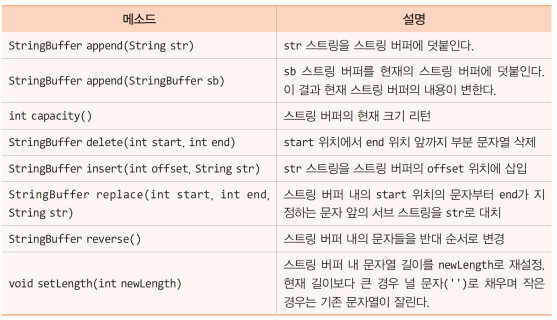 메소드 설명
StringBuffer append(String str) str 스트링을 스트링 버퍼에 덧붙인다.
StringBuffer append(StringBuffer sb) sb 스트링 버퍼를 현재의 스트링 버퍼에 덧붙인다.
이 결과 현재 스트링 버퍼의 내용이 변한다.
int capacity() 스트링 버퍼의 현재 크기 리턴
StringBuffer delete(int start, int end) start 위치에서 end 위치 앞까지 부분 문자열 삭제
StringBuffer insert(int offset, String str) str 스트링을 스트링 버퍼의 offset 위치에 삽입
StringBuffer replace(int start, int end,
String str)
스트링 버퍼 내의 start 위치의 문자부터 end가 지
정하는 문자 앞의 서브 스트링을 str로 대치
StringBuffer reverse() 스트링 버퍼 내의 문자들을 반대 순서로 변경
void setLength(int newLength) 스트링 버퍼 내 문자열 길이를 newLength로 재설정,
현재 길이보다 큰 경우 널 문자('')로 채우며 작은
경우는 기존 문자열이 잘린다.